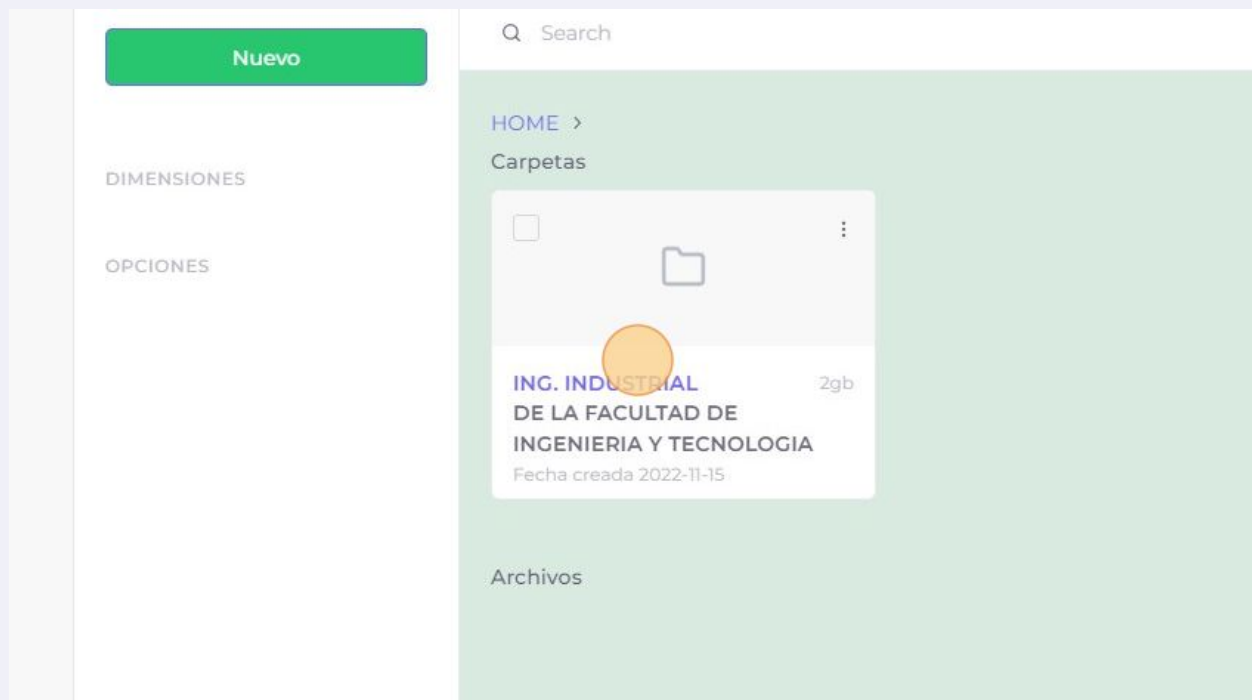 Nuevo
DIMENSIONES
OPCIONES
Search
HOME >
Carpetas
ING. INDUSTRIAL
2gb
DE LA FACULTAD DE
INGENIERIA Y TECNOLOGIA
Fecha creada 2022-11-15
Archivos